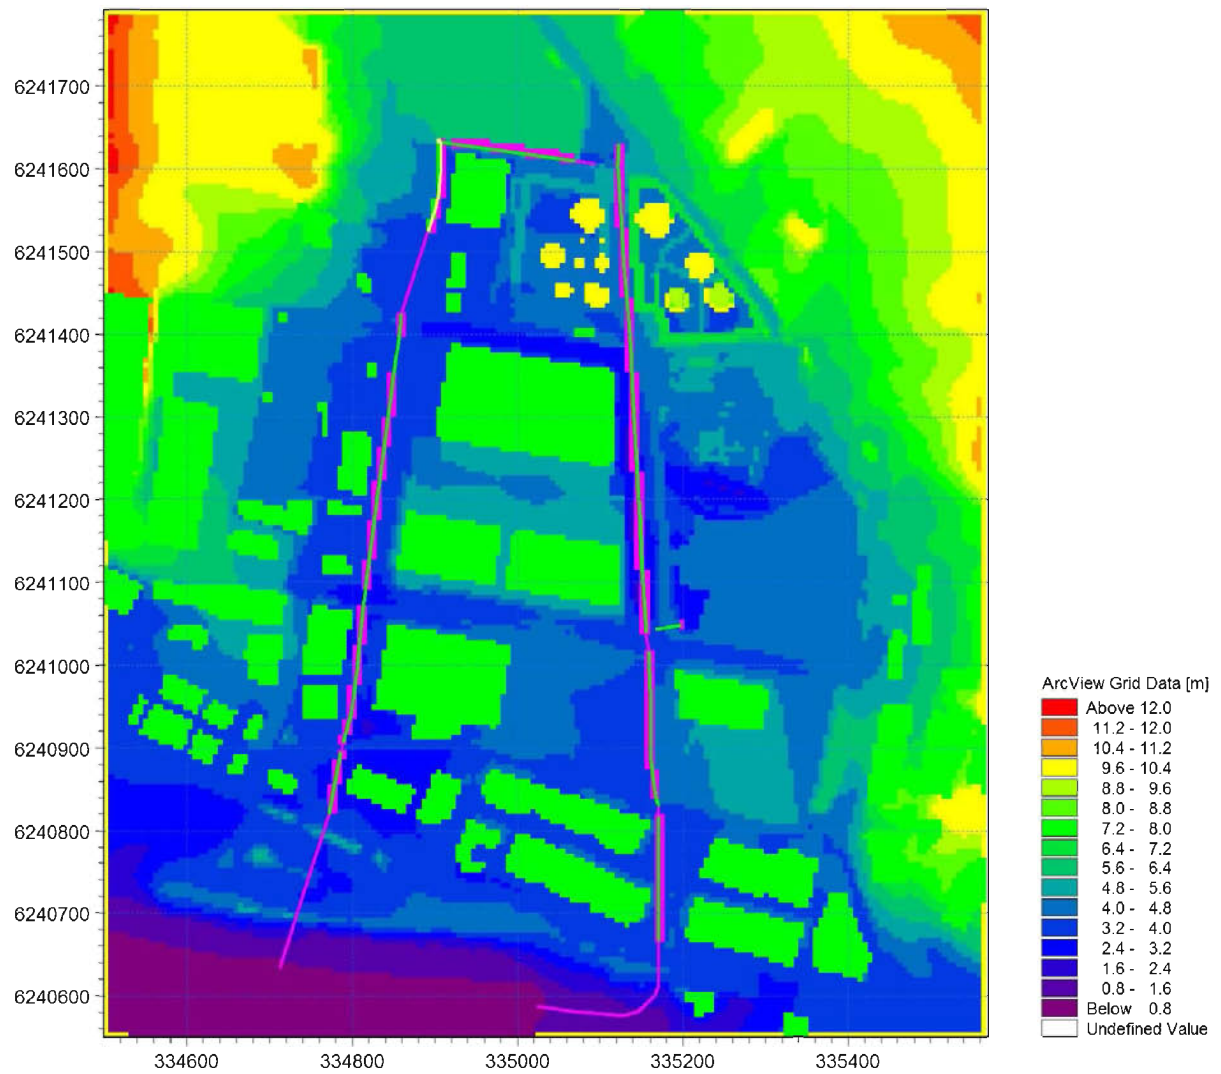 6241700
6241600
6241500
6241400
6241300
6241200
6241100
6241000
6240900
6240800
6240700
6240600
334600 334800 335000 335200 335400
ArcView Grid Data [m]
Above 12.0
11.2 - 12.0
10.4 - 11.2
9.6 - 10.4
8.8 - 9.6
8.0 - 8.8
7.2 - 8.0
6.4 - 7.2
5.6 - 6.4
4.8 - 5.6
4.0 - 4.8
3.2 - 4.0
2.4 - 3.2
1.6 - 2.4
0.8 - 1.6
Below 0.8
Undefined Value